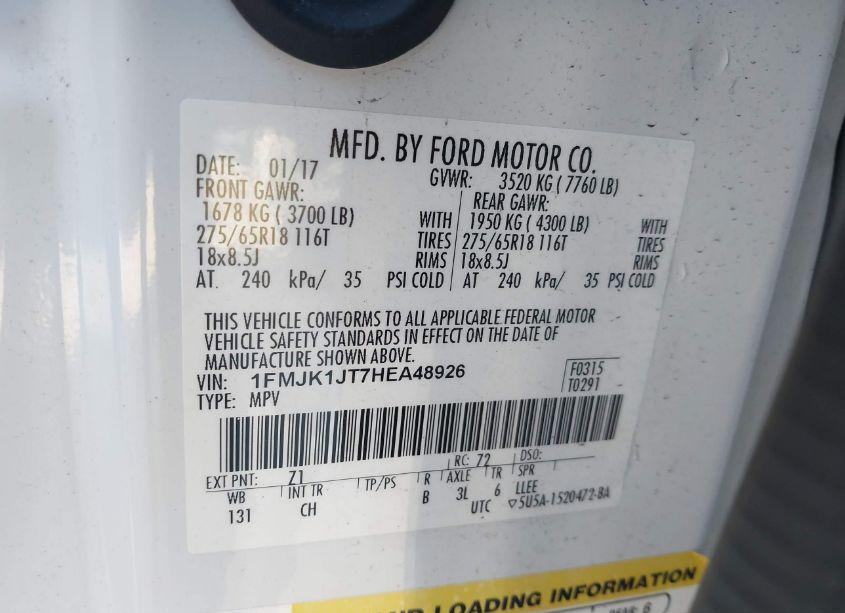 MFD. BY FORD MOTOR CO.
DATE: 01/17 GVWR: 3520 KG ( 7760 LB)
FRONT GAWR: REAR GAWR:
1678 KG ( 3700 LB) WITH 1950 KG ( 4300 LB) WITH
275/65R18 116T TIRES 275/65R18 116T TIRES
18x8.5J RIMS 18x8.5J RIMS
AT 240 kPa/ 35 PSI COLD AT 240 kPa/ 35 PSI COLD
THIS VEHICLE CONFORMS TO ALL APPLICABLE FEDERAL MOTOR
VEHICLE SAFETY STANDARDS IN EFFECT ON THE DATE OF
MANUFACTURE SHOWN ABOVE.
VIN: 1FMJK1JT7HEA48926 F0315
TYPE: MPV T0291
EXT PNT: Z1 RC: 72 DSO:
WB INT TR TP/PS R AXLE TR SPR
131 CH B 3L 6 LLEE
UTC ▽5U5A-1520472-BA
LOADING INFORMATION